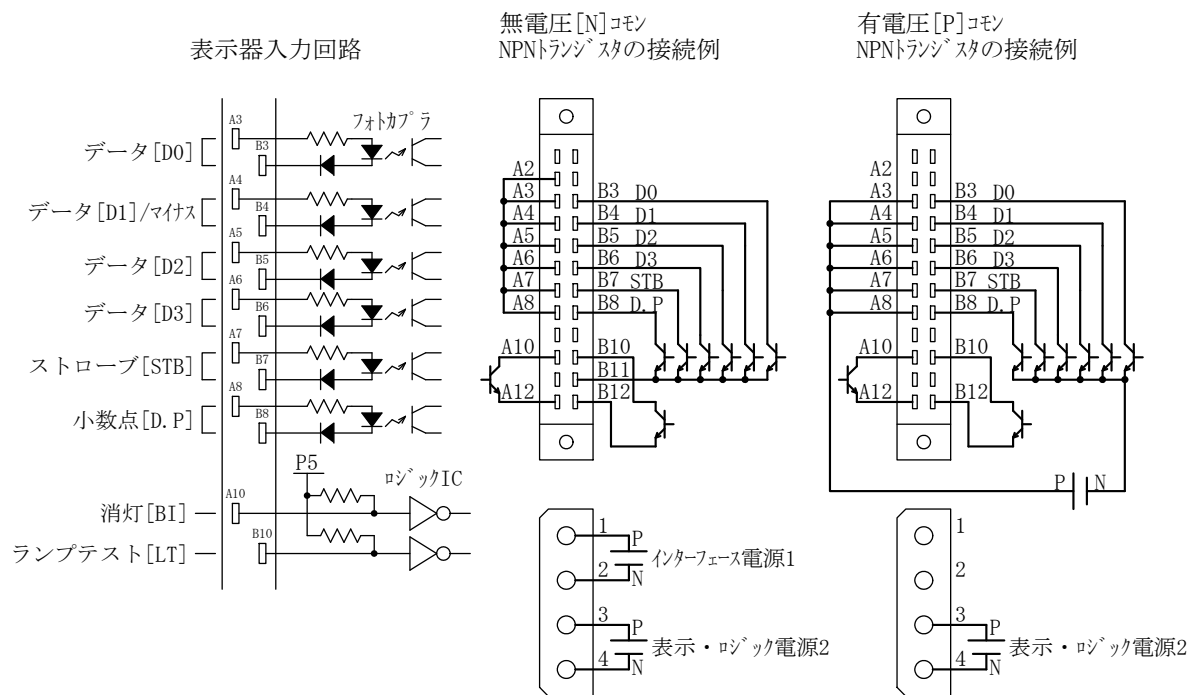 表示器入力回路
データ[D0]
A3
B3
フォトカプラ
データ[D1]/マイナス
A4
B4
データ[D2]
A5
B5
データ[D3]
A6
B6
ストローブ[STB]
A7
B7
小数点[D.P]
A8
B8
P5
ロジックIC
消灯[BI]
A10
ランプテスト[LT]
B10
無電圧[N]コモン
NPNトランジスタの接続例
A2
A3
A4
A5
A6
A7
A8
A10
A12
B3 D0
B4 D1
B5 D2
B6 D3
B7 STB
B8 D.P
B10
B11
B12
1
P
インターフェース電源1
2
N
3
P
表示・ロジック電源2
4
N
有電圧[P]コモン
NPNトランジスタの接続例
A2
A3
A4
A5
A6
A7
A8
A10
A12
B3 D0
B4 D1
B5 D2
B6 D3
B7 STB
B8 D.P
B10
B12
P
N
1
2
3
P
表示・ロジック電源2
4
N